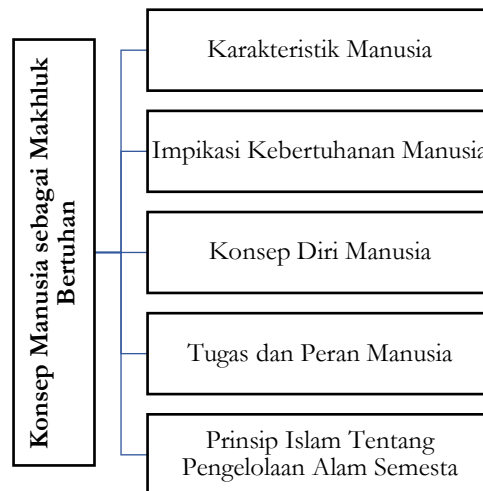 Konsep Manusia sebagai Makhluk
Bertuhan
Karakteristik Manusia
Impikasi Kebertuhanan Manusia
Konsep Diri Manusia
Tugas dan Peran Manusia
Prinsip Islam Tentang
Pengelolaan Alam Semesta